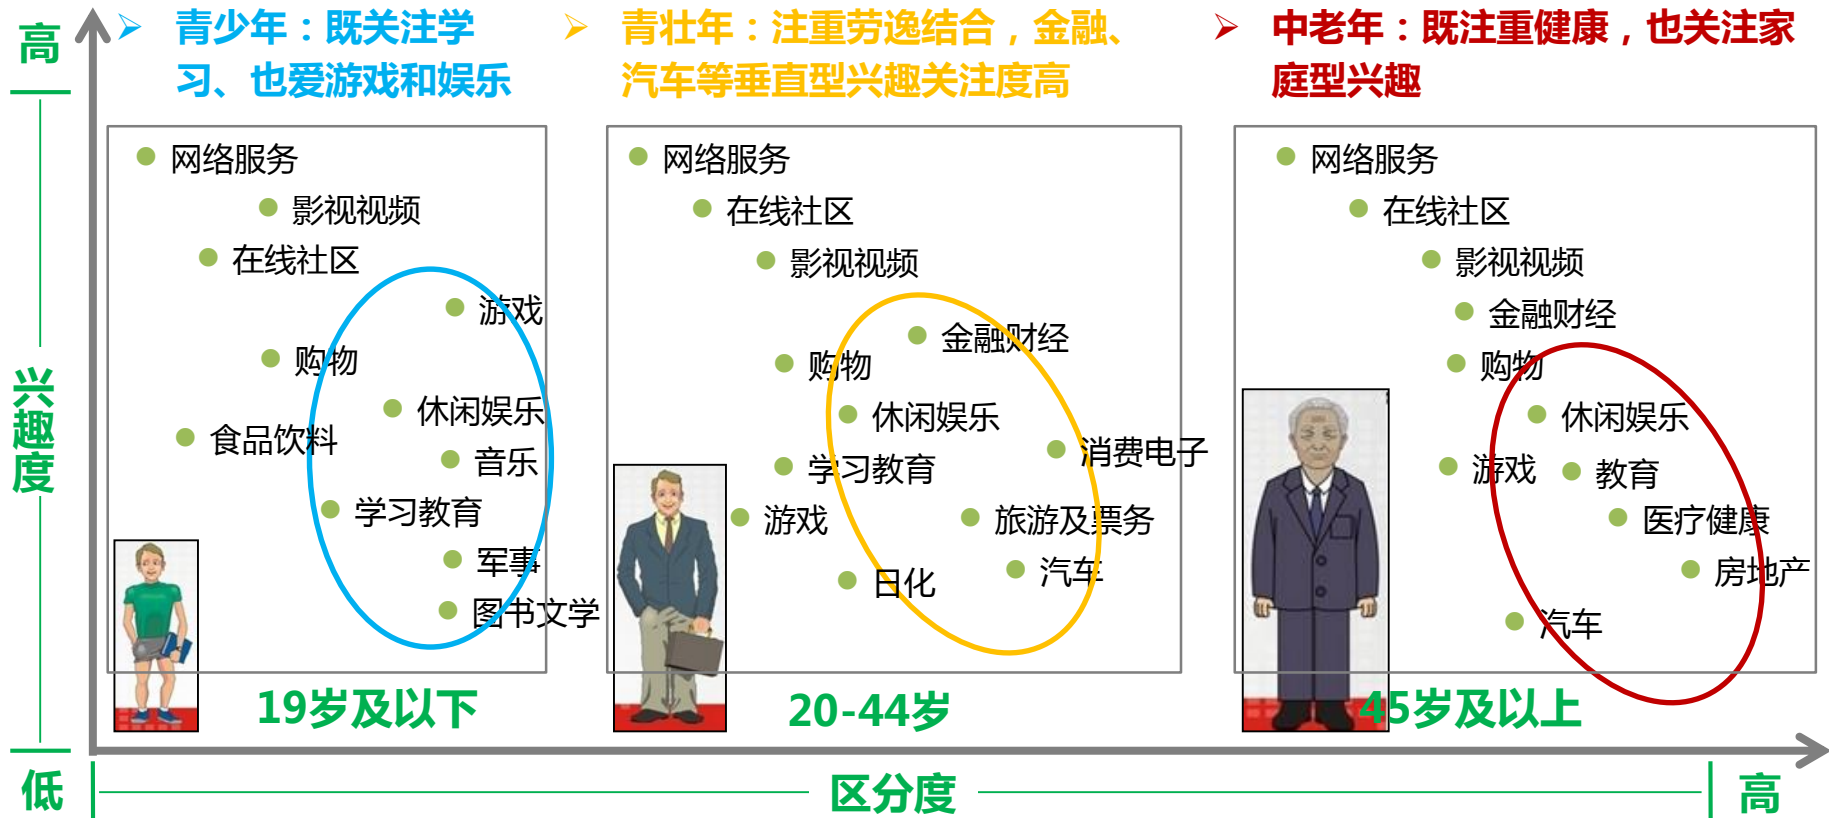 高
兴趣度
低
青少年：既关注学
习、也爱游戏和娱乐
网络服务
影视视频
在线社区
游戏
购物
休闲娱乐
食品饮料
音乐
学习教育
军事
图书文学
19岁及以下
青壮年：注重劳逸结合，金融、
汽车等垂直型兴趣关注度高
网络服务
在线社区
影视视频
金融财经
购物
休闲娱乐
消费电子
学习教育
游戏
旅游及票务
汽车
日化
20-44岁
中老年：既注重健康，也关注家
庭型兴趣
网络服务
在线社区
影视视频
金融财经
购物
休闲娱乐
游戏
教育
医疗健康
房地产
汽车
45岁及以上
区分度
高